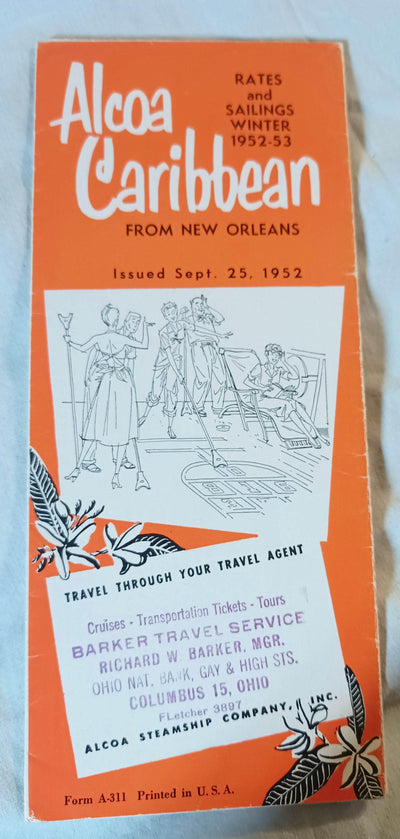 Alcoa
Caribbean
RATES
and
SAILINGS
WINTER
1952-53
FROM NEW ORLEANS
Issued Sept. 25, 1952
TRAVEL THROUGH YOUR TRAVEL AGENT
Cruises - Transportation Tickets - Tours
BARKER TRAVEL SERVICE
RICHARD W. BARKER, MGR.
OHIO NAT. BANK, GAY & HIGH STS.
COLUMBUS 15, OHIO
FLetcher 3897
ALCOA STEAMSHIP COMPANY, INC.
Form A-311 Printed in U. S. A.